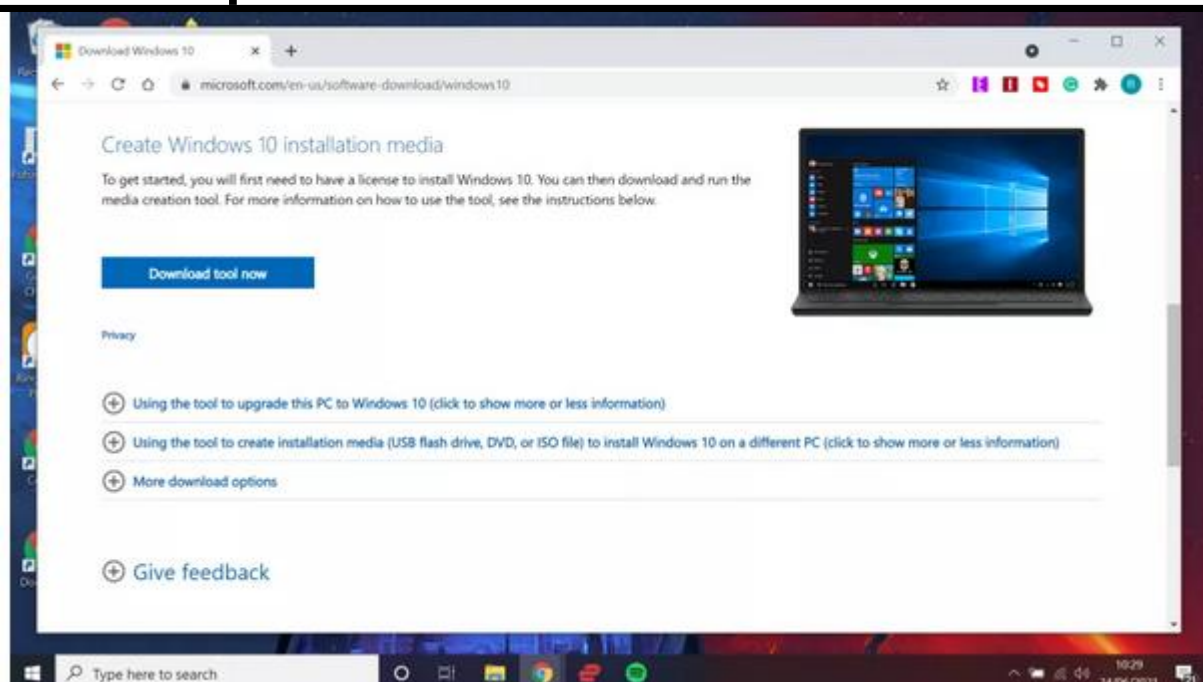 Download Windows 10
microsoft.com/en-us/software-download/windows10
Create Windows 10 installation media
To get started, you will first need to have a license to install Windows 10. You can then download and run the
media creation tool. For more information on how to use the tool, see the instructions below.
Download tool now
Privacy
Using the tool to upgrade this PC to Windows 10 (click to show more or less information)
Using the tool to create installation media (USB flash drive, DVD, or ISO file) to install Windows 10 on a different PC (click to show more or less information)
More download options
Give feedback
Type here to search
10:29